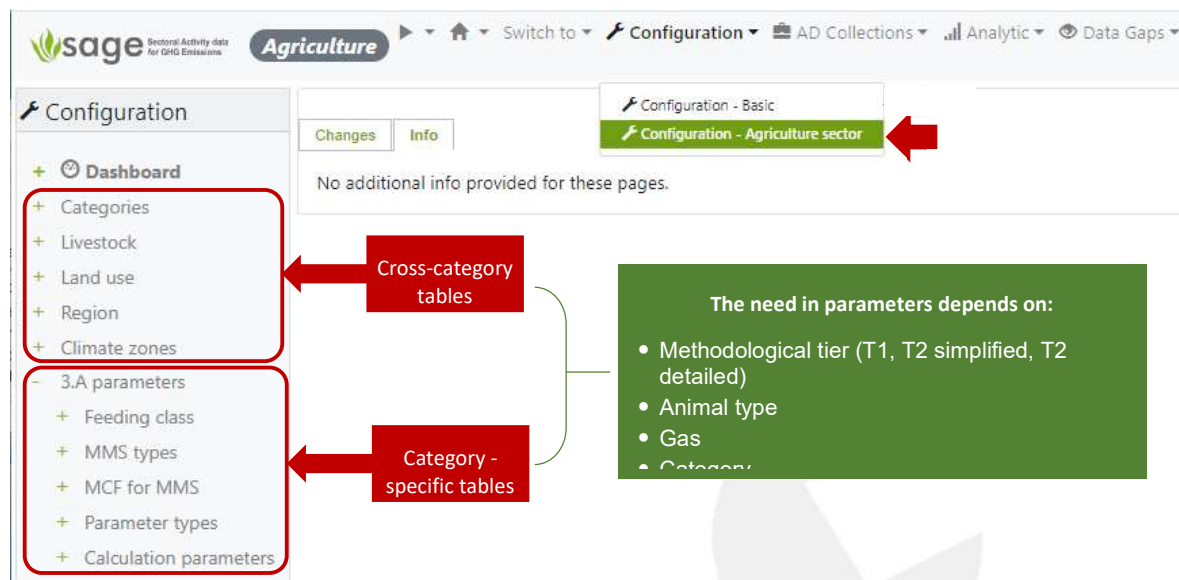 sage Sectoral Activity data for GHG Emissions
Agriculture
Switch to Configuration AD Collections Analytic Data Gaps
Configuration
Configuration - Basic
Configuration - Agriculture sector
Changes Info
No additional info provided for these pages.
+ Dashboard
+ Categories
+ Livestock
+ Land use
+ Region
+ Climate zones
- 3.A parameters
+ Feeding class
+ MMS types
+ MCF for MMS
+ Parameter types
+ Calculation parameters
Cross-category
tables
Category -
specific tables
The need in parameters depends on:
• Methodological tier (T1, T2 simplified, T2
detailed)
• Animal type
• Gas
• Category